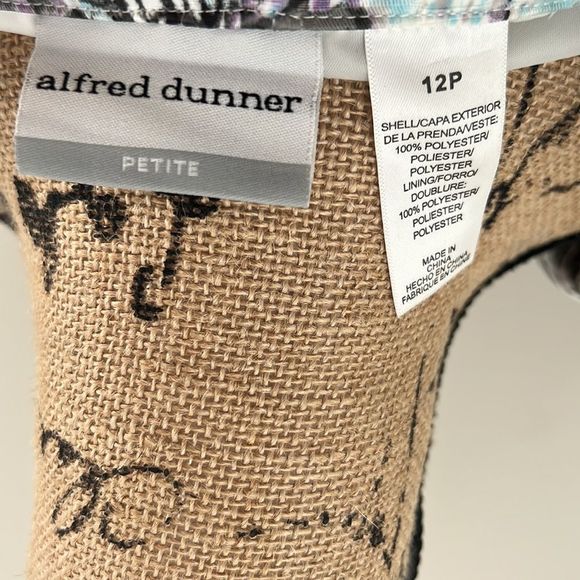 alfred dunner
PETITE
12P
SHELL/CAPA EXTERIOR
DE LA PRENDA/VESTE:
100% POLYESTER/
POLIESTER/
POLYESTER
LINING/FORRO/
DOUBLURE:
100% POLYESTER/
POLIESTER/
POLYESTER
MADE IN
CHINA
HECHO EN CHINA
FABRIQUÉ EN CHINE